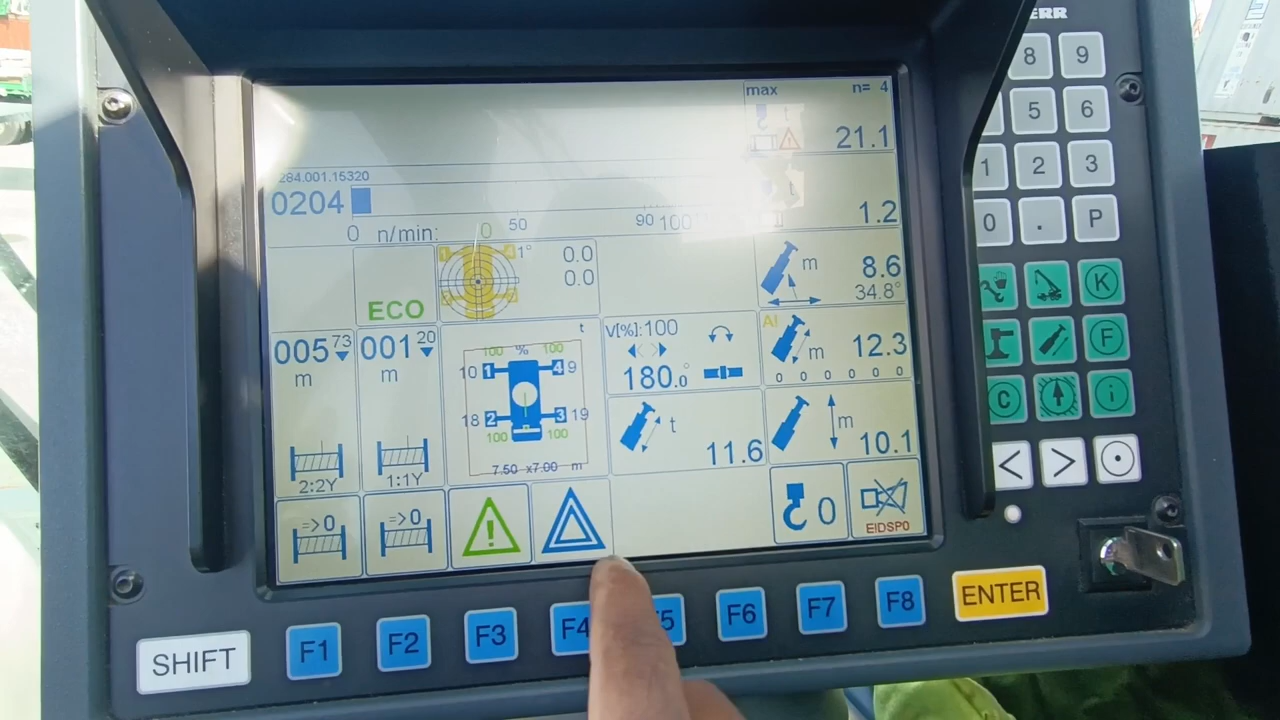 ERR
max n= 4
t
21.1
284.001.15320
0204
t
1.2
0 n/min: 0 50 90 100
ECO
1 4 1° 0.0
2 3 0.0
m 8.6
34.8°
005 73
m
2:2Y
001 20
m
1:1Y
t
100 % 100
10 1 4 9
18 2 3 19
100 100
7.50 x7.00 m
V[%]:100
180.0°
m 12.3
0 0 0 0 0 0
t 11.6
m 10.1
=>0
=>0
!
0
EIDSP0
SHIFT
F1
F2
F3
F4
F5
F6
F7
F8
ENTER
8 9
5 6
1 2 3
0 . P
K
F
C i
< >